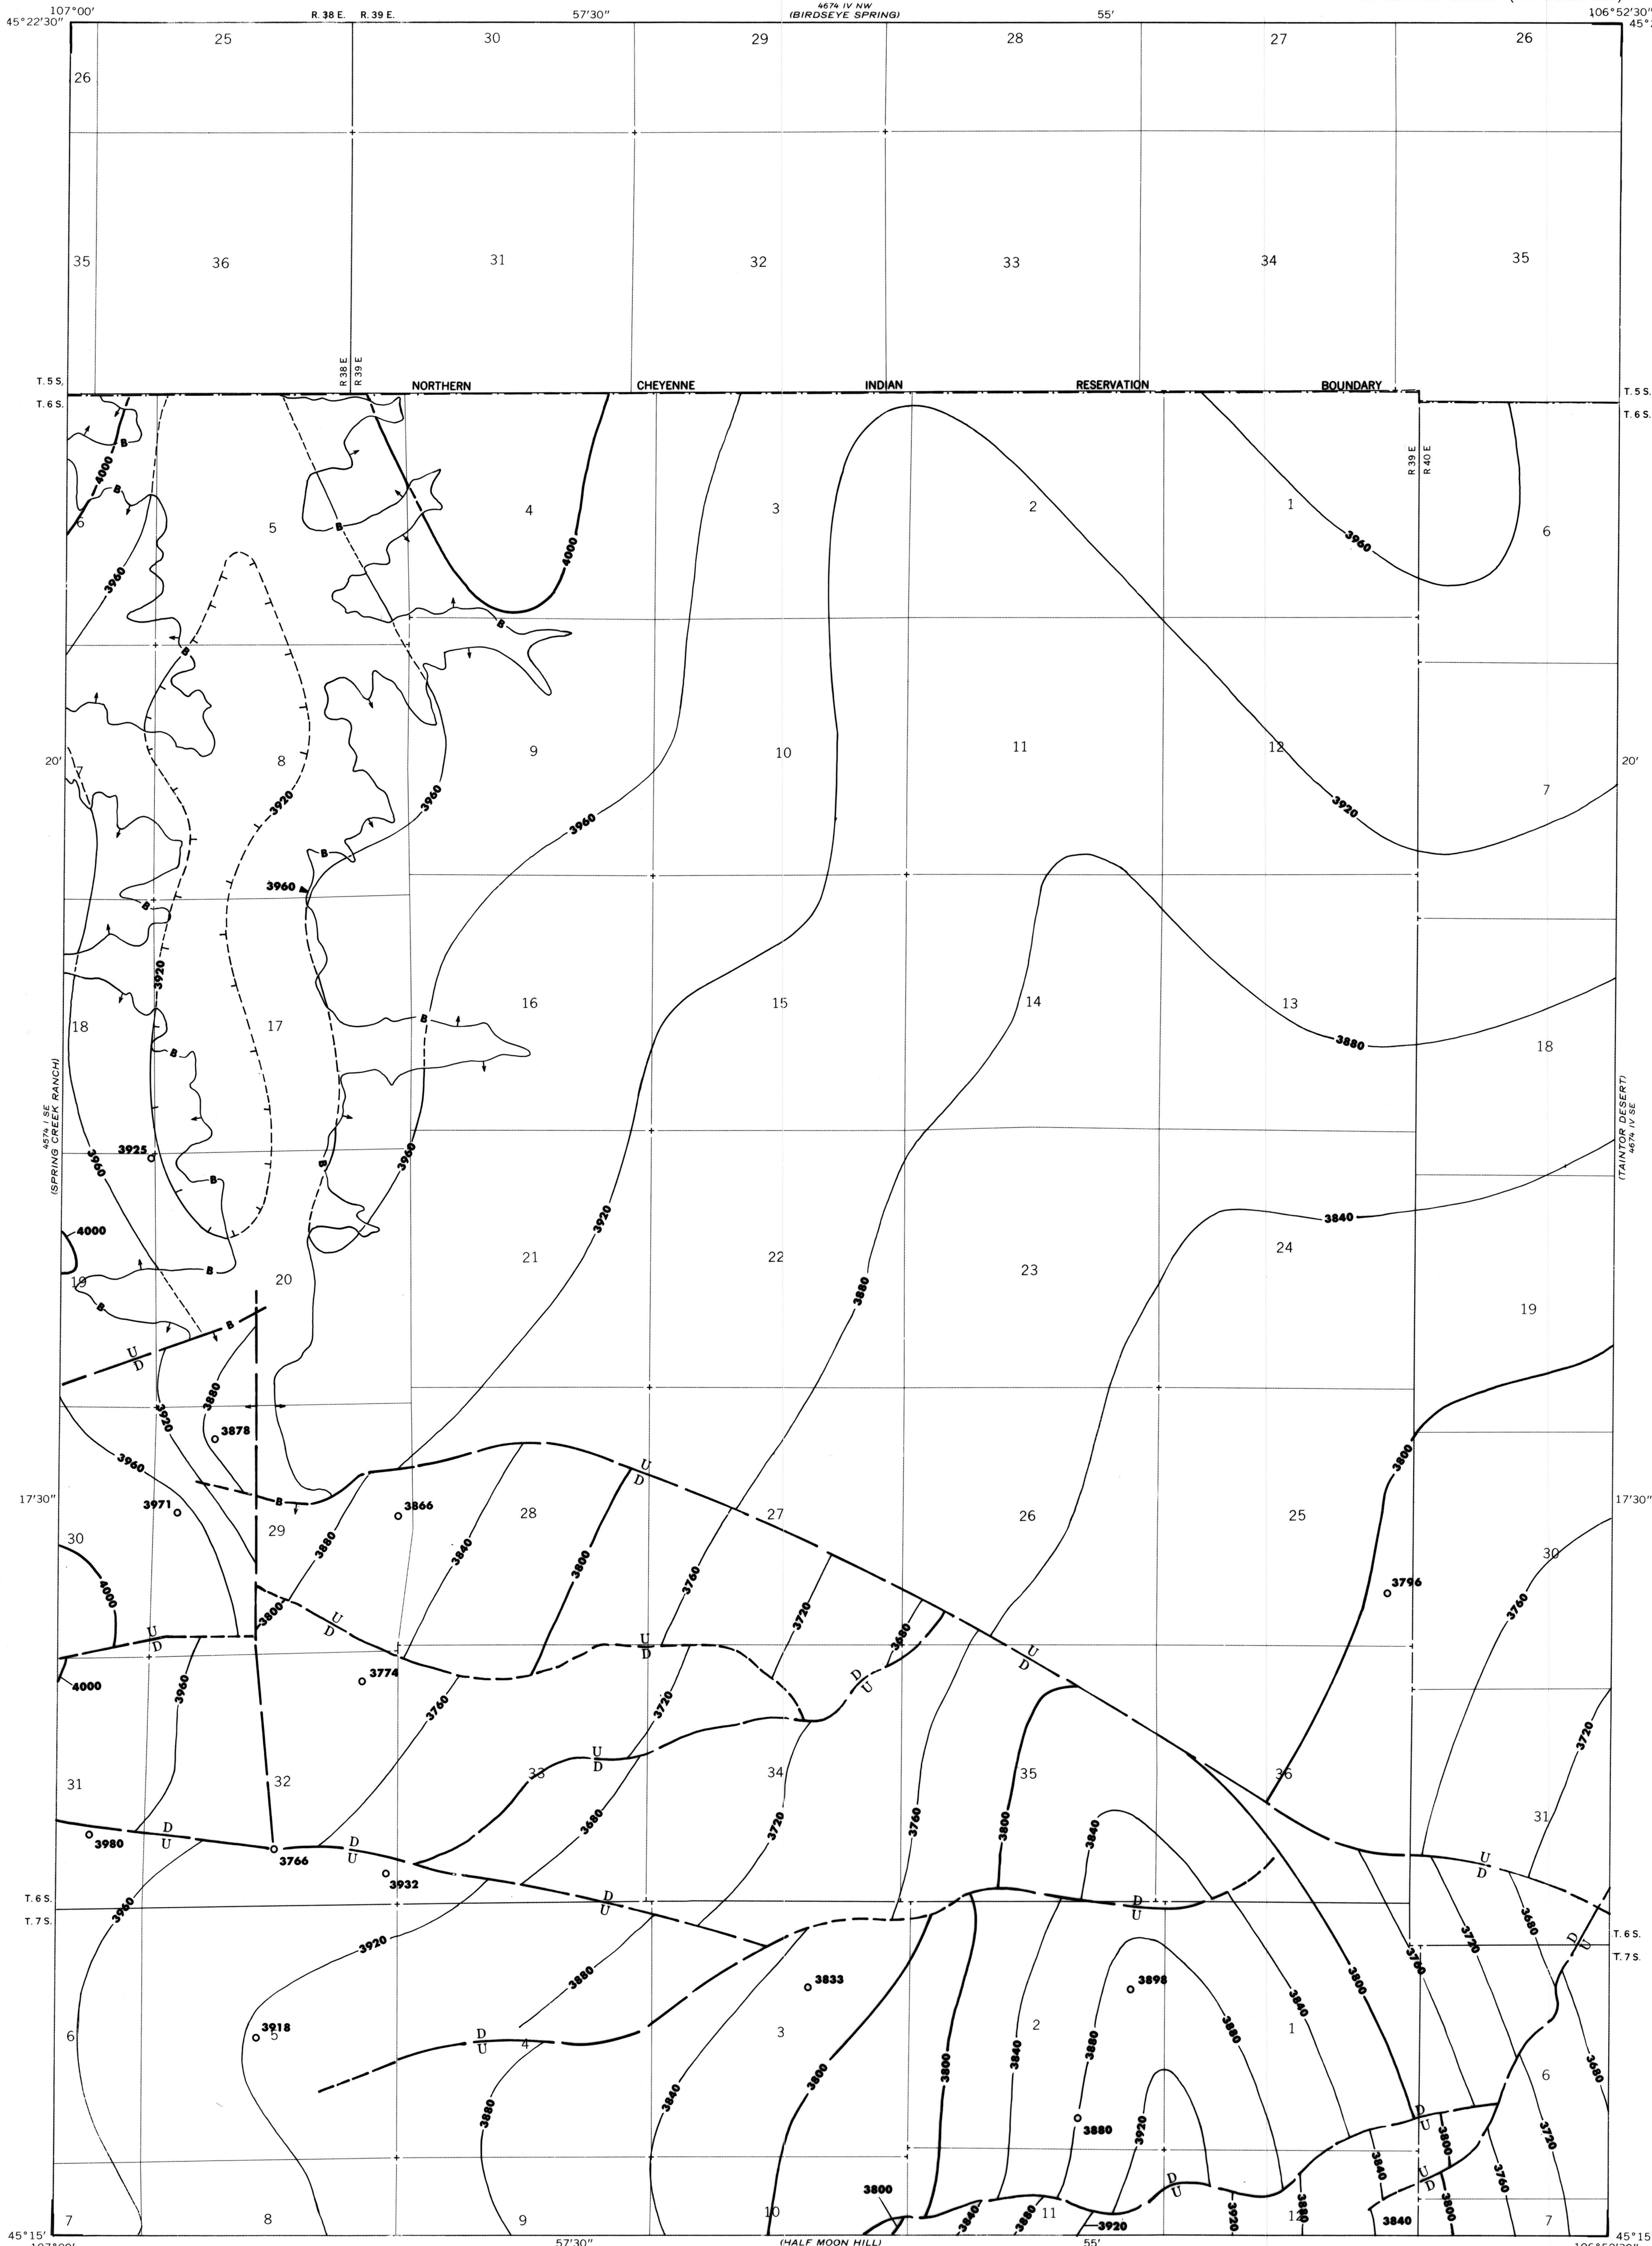 107°00' R. 38 E. R. 39 E. 57'30" 4674 IV NW 55' 106°52'30"
45°22'30" (BIRDSEYE SPRING)
25 30 29 28 27 26
26
35 36 31 32 33 34 35
R 38 E R 39 E
T. 5 S. NORTHERN CHEYENNE INDIAN RESERVATION BOUNDARY T. 5 S.
T. 6 S. T. 6 S.
B 4000 B R 39 E R 40 E
6 5 4 3 2 1 6
B 4000 3960
3960 B
B
20' 7 8 9 10 11 12 7 20'
3920 3960 3960 3920
B
3960
B
3920
18 17 16 15 14 13 18
B B 3880
4574 I SE
(SPRING CREEK RANCH)
(TAINTOR DESERT)
4674 IV SE
3925 3960 B 3960
B
4000 3920 3840
19 B 20 21 22 23 24 19
B 3880
B
U
D
3880
3920 3878
3960 3800
17'30" 3971 B 3866 U
D 17'30"
30 29 28 27 26 25 30
3880 3840 3800 3760 3796
4000 3800 3720 3760
U
D U
D U
D 3680 U
D
4000 3960 3774 3760 3720 D
U 3720
31 32 33 U
D 34 35 36 31
3980 D
U 3766 D
U 3932 3680 3720 3760 3800 3840 U
D
T. 6 S. 3960 D
U D
U 3680 T. 6 S.
T. 7 S. 3920 3760 3720 D
U T. 7 S.
3880 3833 3898 3840 3800
6 3918 5 D
U 4 3 2 1 6
3880 3840 3800 3800 3840 3880 3880 3680
3880 3920 D
U 3800 3720
3840 U
D 3760
3800 D
U
7 8 9 10 3840 3880 11 3920 3920 12 3880 3840 3800 7
45°15' 57'30" (HALF MOON HILL) 55' 45°15